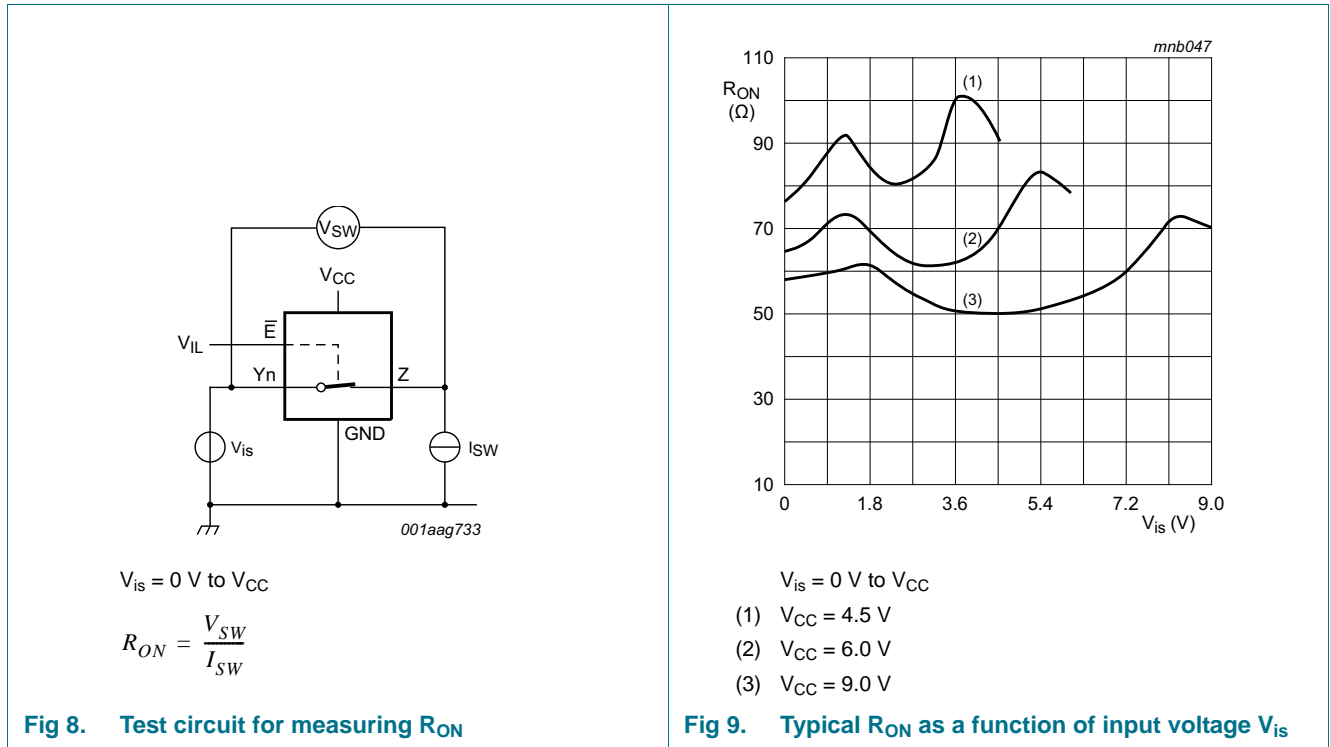 VSW
VCC
E̅
VIL
Yn
Z
GND
Vis
ISW
001aag733
Vis = 0 V to VCC
RON = VSW / ISW
Fig 8. Test circuit for measuring RON
mnb047
110
RON
(Ω)
90
70
50
30
10
(1)
(2)
(3)
0 1.8 3.6 5.4 7.2 9.0
Vis (V)
Vis = 0 V to VCC
(1) VCC = 4.5 V
(2) VCC = 6.0 V
(3) VCC = 9.0 V
Fig 9. Typical RON as a function of input voltage Vis